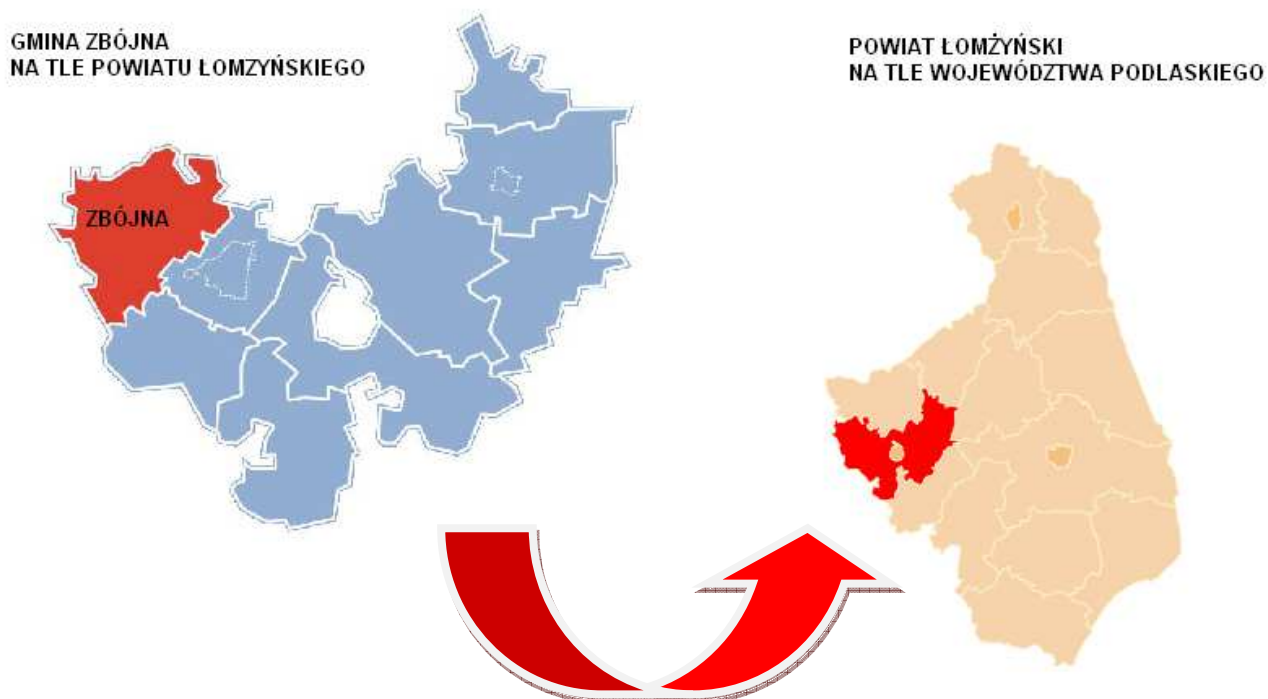 GMINA ZBÓJNA
NA TLE POWIATU ŁOMZYŃSKIEGO
POWIAT ŁOMŻYŃSKI
NA TLE WOJEWÓDZTWA PODLASKIEGO
ZBÓJNA